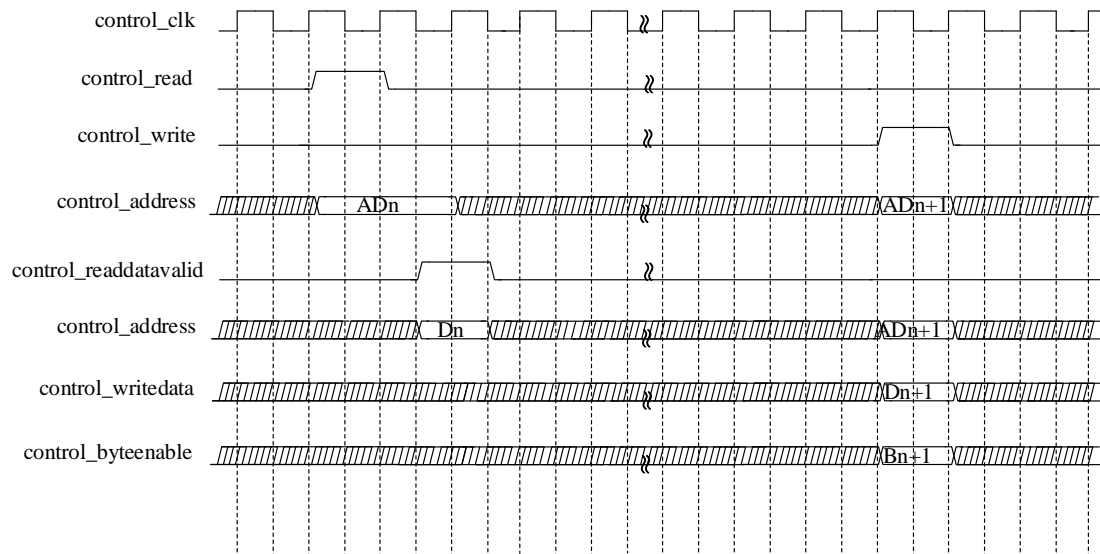 control_clk
control_read
control_write
control_address ADn ADn+1
control_readdatavalid
control_address Dn ADn+1
control_writedata Dn+1
control_byteenable Bn+1